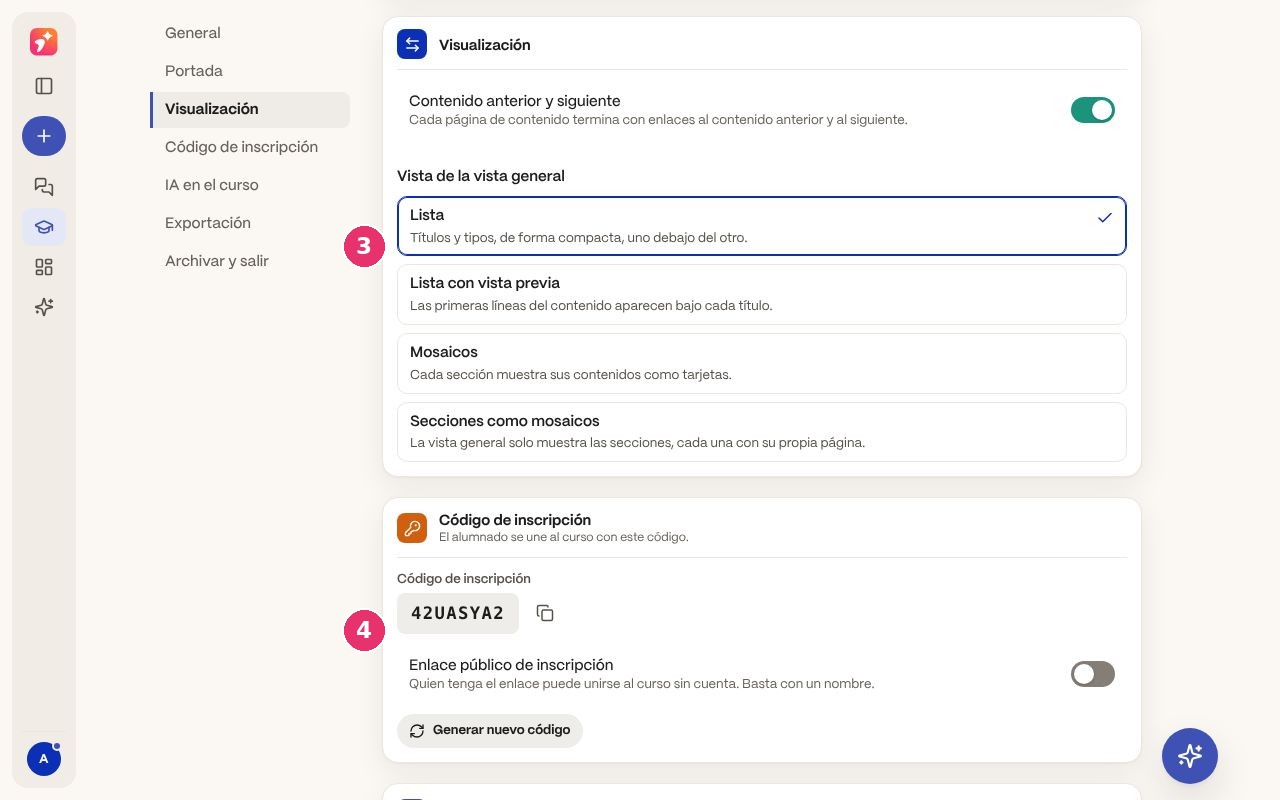 General
Portada
Visualización
Código de inscripción
IA en el curso
Exportación
Archivar y salir
Visualización
Contenido anterior y siguiente
Cada página de contenido termina con enlaces al contenido anterior y al siguiente.
Vista de la vista general
Lista
Títulos y tipos, de forma compacta, uno debajo del otro.
3
Lista con vista previa
Las primeras líneas del contenido aparecen bajo cada título.
Mosaicos
Cada sección muestra sus contenidos como tarjetas.
Secciones como mosaicos
La vista general solo muestra las secciones, cada una con su propia página.
Código de inscripción
El alumnado se une al curso con este código.
Código de inscripción
42UASYA2
4
Enlace público de inscripción
Quien tenga el enlace puede unirse al curso sin cuenta. Basta con un nombre.
Generar nuevo código
A